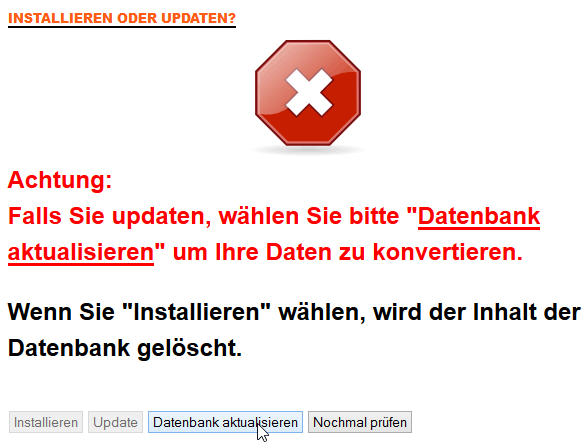 INSTALLIEREN ODER UPDATEN?
Achtung:
Falls Sie updaten, wählen Sie bitte "Datenbank
aktualisieren" um Ihre Daten zu konvertieren.
Wenn Sie "Installieren" wählen, wird der Inhalt der
Datenbank gelöscht.
Installieren Update Datenbank aktualisieren Nochmal prüfen